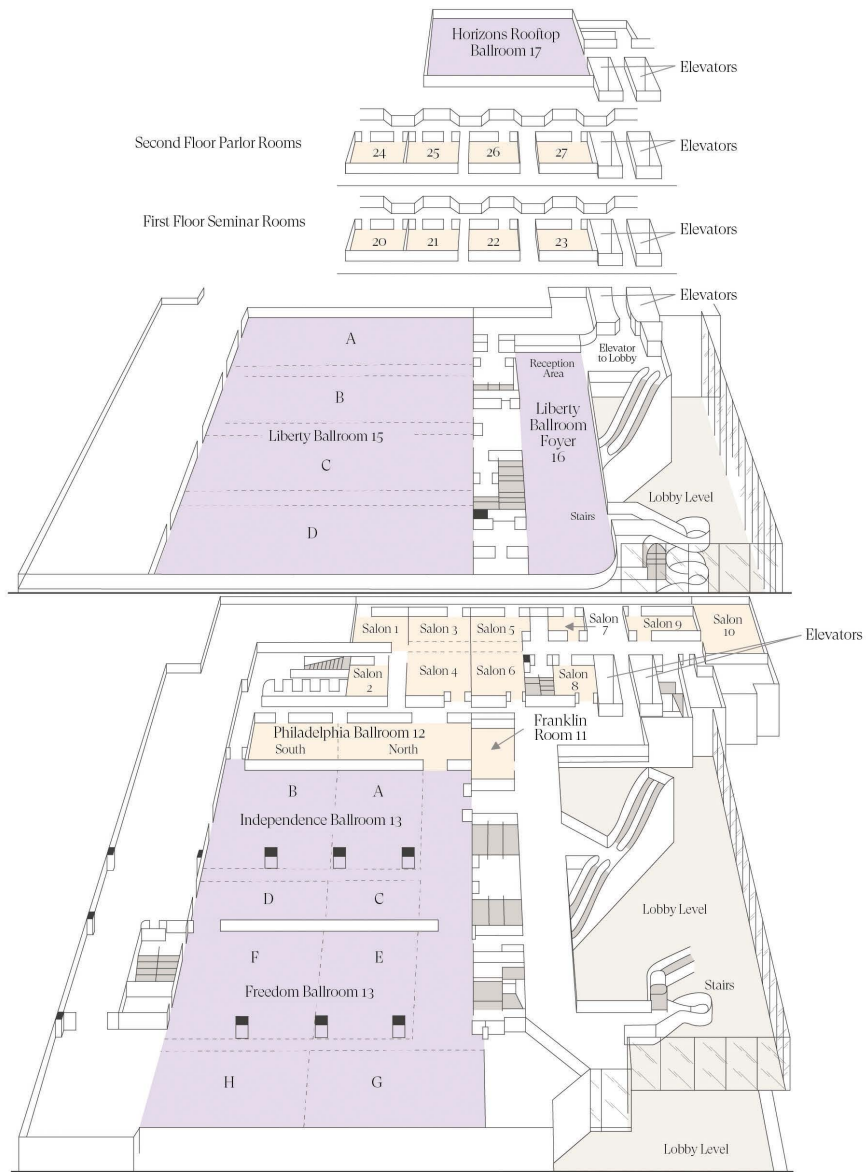 Horizons Rooftop
Ballroom 17
Elevators
Second Floor Parlor Rooms
24
25
26
27
Elevators
First Floor Seminar Rooms
20
21
22
23
Elevators
Elevators
A
B
Liberty Ballroom 15
C
D
Elevator
to Lobby
Reception
Area
Liberty
Ballroom
Foyer
16
Stairs
Lobby Level
Salon 1
Salon 3
Salon 5
Salon
7
Salon 9
Salon
10
Elevators
Salon
2
Salon 4
Salon 6
Salon
8
Philadelphia Ballroom 12
South
North
Franklin
Room 11
B
A
Independence Ballroom 13
D
C
F
E
Freedom Ballroom 13
H
G
Lobby Level
Stairs
Lobby Level